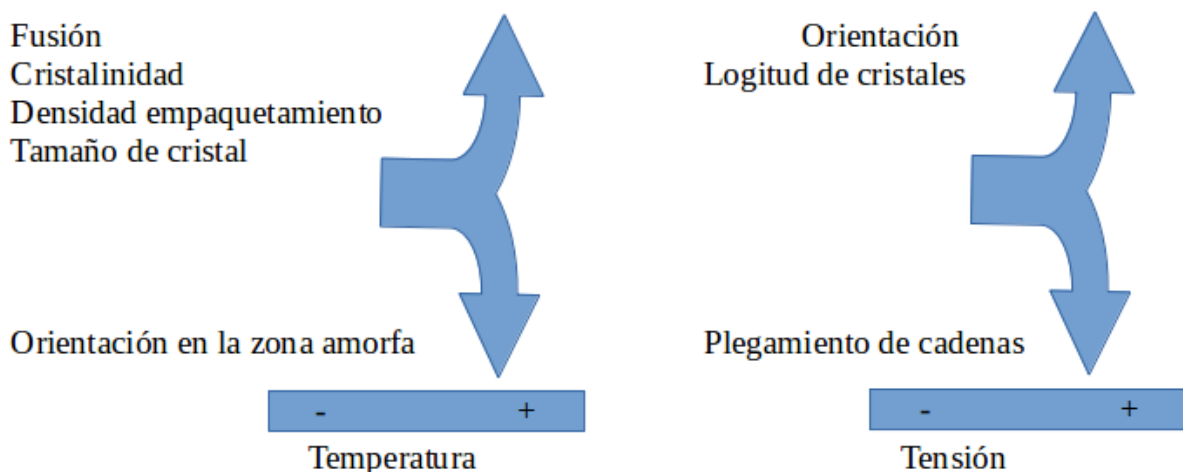 Fusión
Cristalinidad
Densidad empaquetamiento
Tamaño de cristal
Orientación en la zona amorfa
- +
Temperatura
Orientación
Logitud de cristales
Plegamiento de cadenas
- +
Tensión